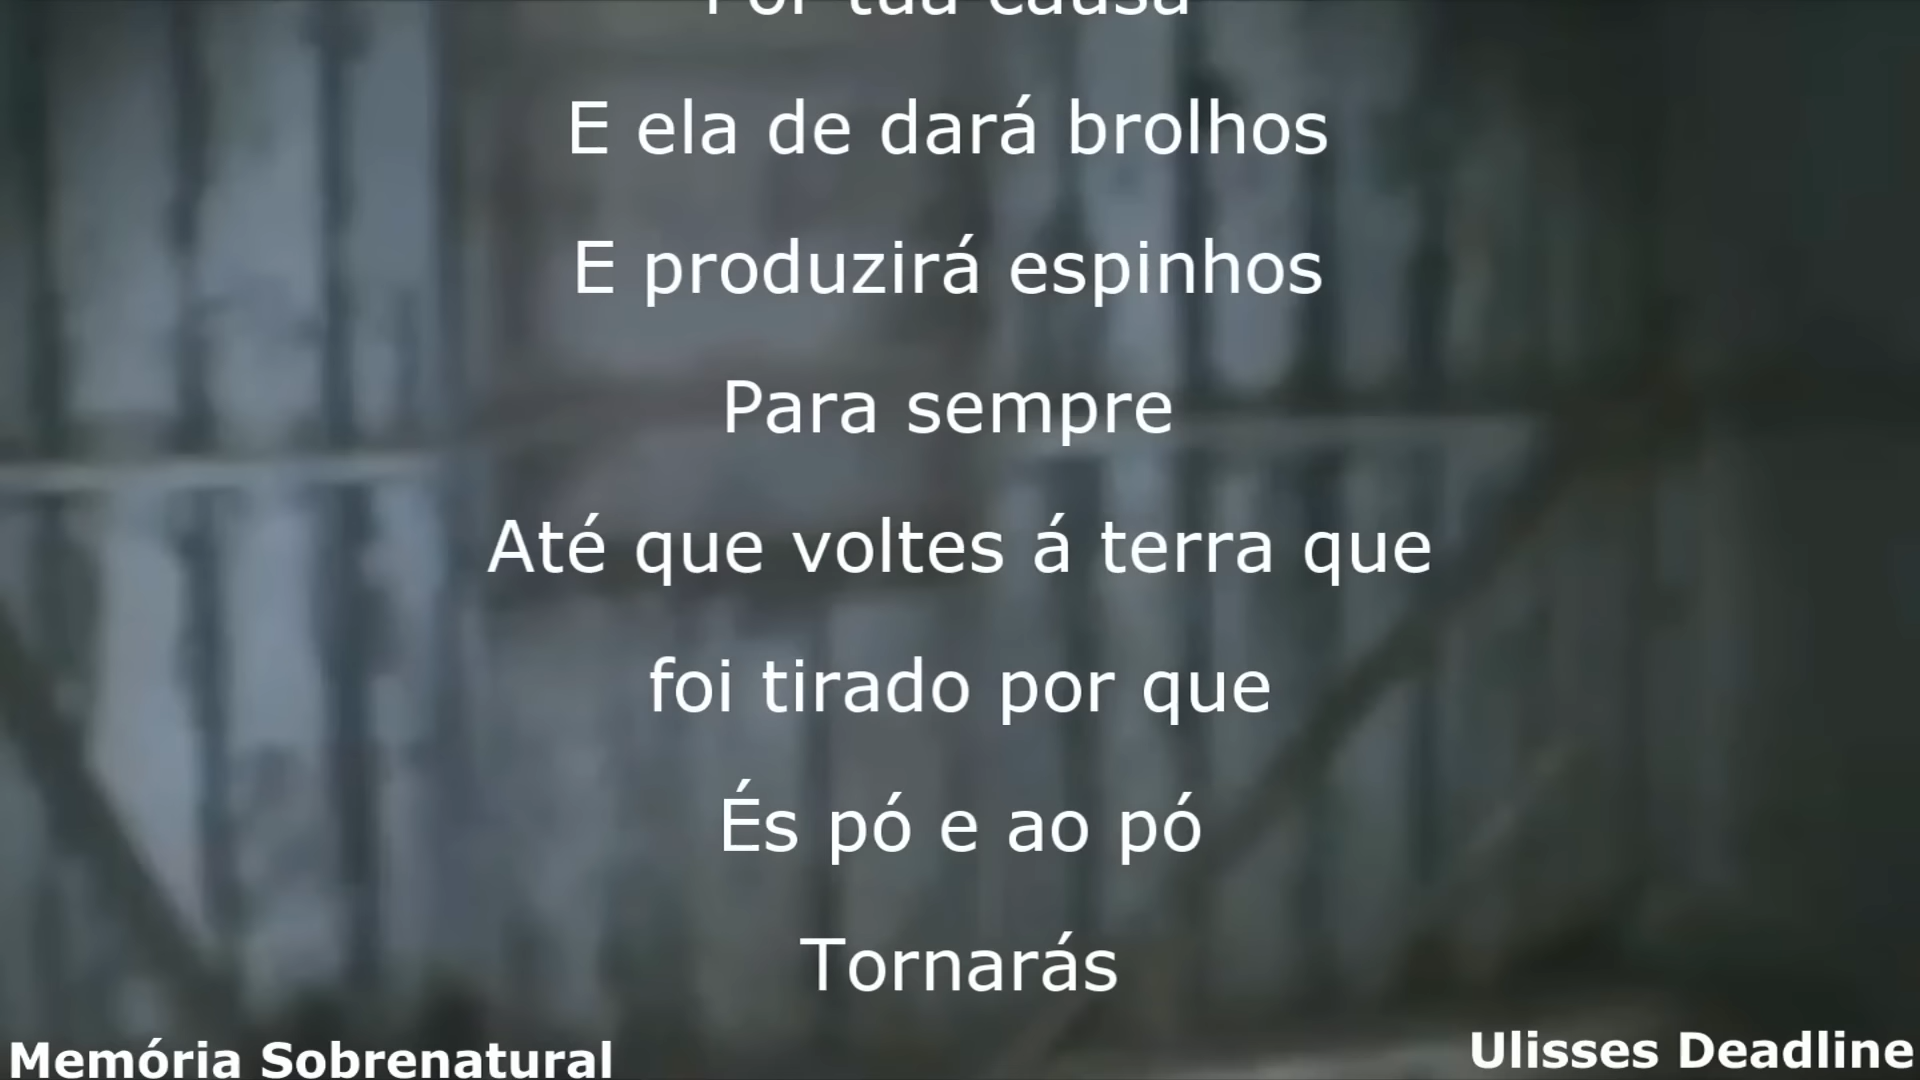 Por tua causa
E ela de dará brolhos
E produzirá espinhos
Para sempre
Até que voltes á terra que
foi tirado por que
És pó e ao pó
Tornarás
Memória Sobrenatural
Ulisses Deadline